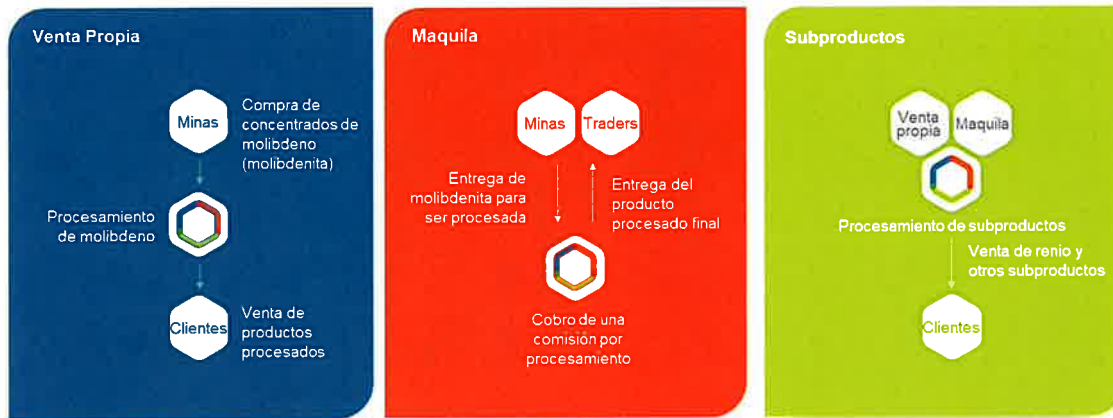 Venta Propia
Minas
Compra de
concentrados de
molibdeno
(molibdenita)
Procesamiento
de molibdeno
Clientes
Venta de
productos
procesados
Maquila
Minas
Traders
Entrega de
molibdenita para
ser procesada
Entrega del
producto
procesado final
Cobro de una
comisión por
procesamiento
Subproductos
Venta
propia
Maquila
Procesamiento de subproductos
Venta de renio y
otros subproductos
Clientes